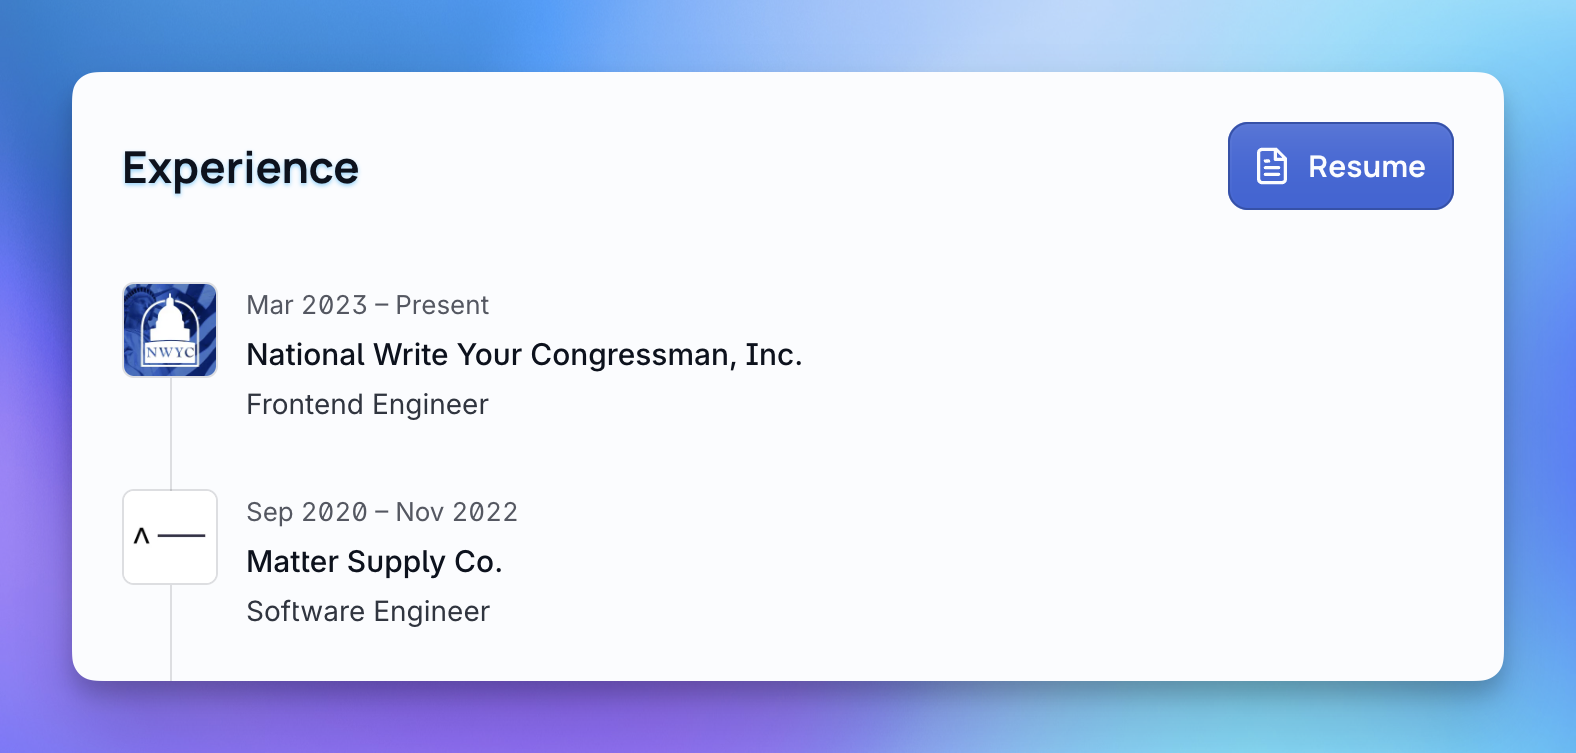 Experience
Resume
NWYC
Mar 2023 – Present
National Write Your Congressman, Inc.
Frontend Engineer
Sep 2020 – Nov 2022
Matter Supply Co.
Software Engineer